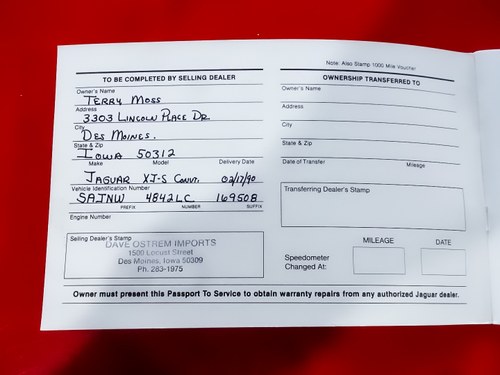 TO BE COMPLETED BY SELLING DEALER
Owner's Name
TERRY MOSS
Address
3303 LINCOLN PLACE DR.
City
DES MOINES.
State & Zip
IOWA 50312
Make Model Delivery Date
JAGUAR XJ-S CONV. 02/17/90
Vehicle Identification Number
SAJNW 4842LC 169508
PREFIX NUMBER SUFFIX
Engine Number
Selling Dealer's Stamp
DAVE OSTREM IMPORTS
1500 Locust Street
Des Moines, Iowa 50309
Ph. 283-1975
Note: Also Stamp 1000 Mile Voucher
OWNERSHIP TRANSFERRED TO
Owner's Name
Address
City
State & Zip
Date of Transfer Mileage
Transferring Dealer's Stamp
MILEAGE DATE
Speedometer
Changed At:
Owner must present this Passport To Service to obtain warranty repairs from any authorized Jaguar dealer.